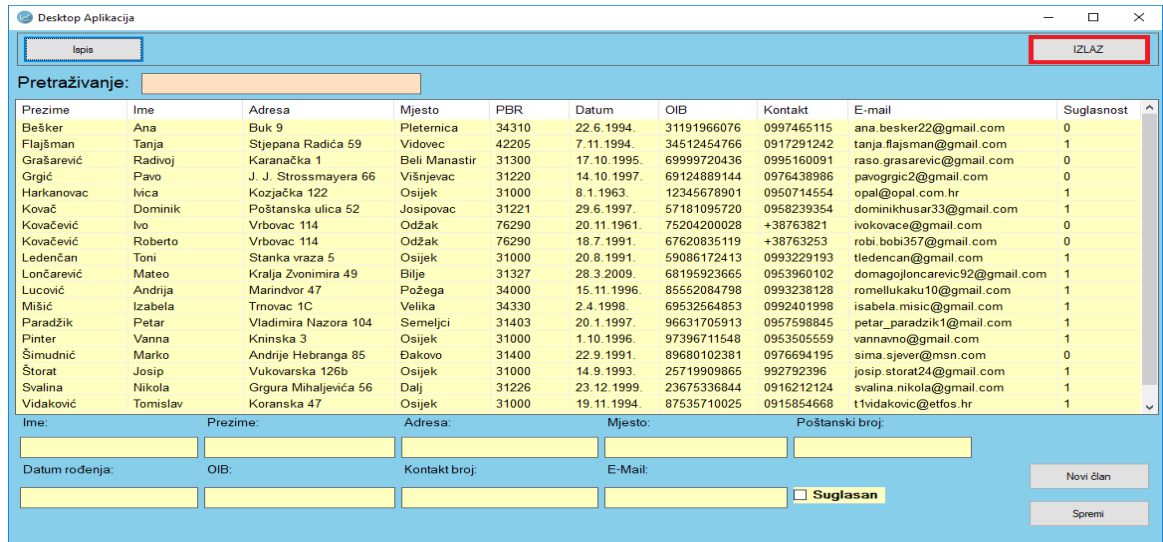 Desktop Aplikacija
Ispis IZLAZ
Pretraživanje:
Prezime Ime Adresa Mjesto PBR Datum OIB Kontakt E-mail Suglasnost
Bešker Ana Buk 9 Pleternica 34310 22.6.1994. 31191966076 0997465115 ana.besker22@gmail.com 0
Flajšman Tanja Stjepana Radića 59 Vidovec 42205 7.11.1994. 34512454766 0917291242 tanja.flajsman@gmail.com 1
Grašarević Radivoj Karanačka 1 Beli Manastir 31300 17.10.1995. 69999720436 0995160091 raso.grasarevic@gmail.com 0
Grgić Pavo J. J. Strossmayera 66 Višnjevac 31220 14.10.1997. 69124889144 0976438986 pavogrgic2@gmail.com 0
Harkanovac Ivica Kozjačka 122 Osijek 31000 8.1.1963. 12345678901 0950714554 opal@opal.com.hr 1
Kovač Dominik Poštanska ulica 52 Josipovac 31221 29.6.1997. 57181095720 0958239354 dominikhusar33@gmail.com 1
Kovačević Ivo Vrbovac 114 Odžak 76290 20.11.1961. 75204200028 +38763821 ivokovace@gmail.com 0
Kovačević Roberto Vrbovac 114 Odžak 76290 18.7.1991. 67620835119 +38763253 robi.bobi357@gmail.com 0
Ledenčan Toni Stanka vraza 5 Osijek 31000 20.8.1991. 59086172413 0993229193 tledencan@gmail.com 1
Lončarević Mateo Kralja Zvonimira 49 Bilje 31327 28.3.2009. 68195923665 0953960102 domagojloncarevic92@gmail.com 1
Lucović Andrija Marindvor 47 Požega 34000 15.11.1996. 85552084798 0993238128 romellukaku10@gmail.com 1
Mišić Izabela Trnovac 1C Velika 34330 2.4.1998. 69532564853 0992401998 isabela.misic@gmail.com 1
Paradžik Petar Vladimira Nazora 104 Semeljci 31403 20.1.1997. 96631705913 0957598845 petar_paradzik1@mail.com 1
Pinter Vanna Kninska 3 Osijek 31000 1.10.1996. 97396711548 0953505559 vannavno@gmail.com 1
Šimudnić Marko Andrije Hebranga 85 Đakovo 31400 22.9.1991. 89680102381 0976694195 sima.sjever@msn.com 0
Štorat Josip Vukovarska 126b Osijek 31000 14.9.1993. 25719909865 992792396 josip.storat24@gmail.com 1
Svalina Nikola Grgura Mihaljevića 56 Dalj 31226 23.12.1999. 23675336844 0916212124 svalina.nikola@gmail.com 1
Vidaković Tomislav Koranska 47 Osijek 31000 19.11.1994. 87535710025 0915854668 t1vidakovic@etfos.hr 1
Ime: Prezime: Adresa: Mjesto: Poštanski broj:
Datum rođenja: OIB: Kontakt broj: E-Mail:
Novi član
Suglasan
Spremi